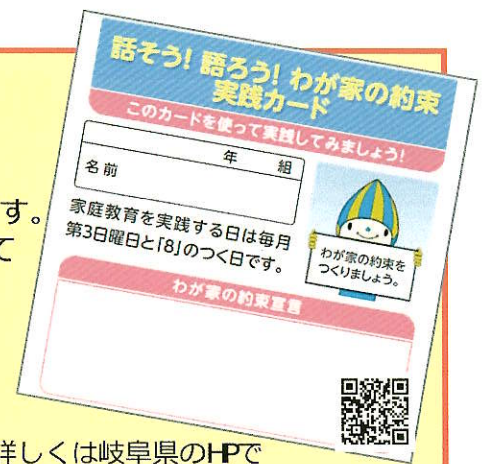 話そう! 語ろう! わが家の約束
実践カード
このカードを使って実践してみましょう!
年 組
名前
家庭教育を実践する日は毎月
第3日曜日と「8」のつく日です。
わが家の約束を
つくりましょう。
わが家の約束宣言
す。
て
詳しくは岐阜県のHPで